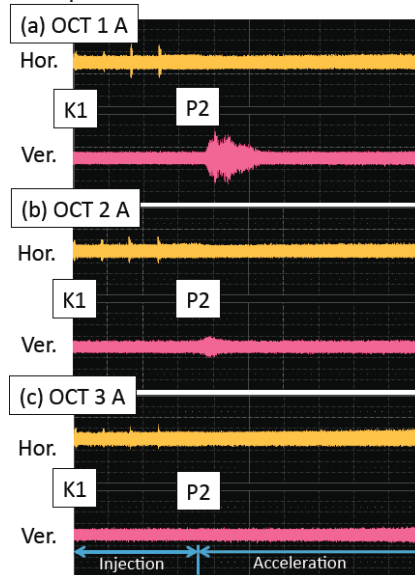 (a) OCT 1 A
Hor.
K1 P2
Ver.
(b) OCT 2 A
Hor.
K1 P2
Ver.
(c) OCT 3 A
Hor.
K1 P2
Ver.
Injection Acceleration